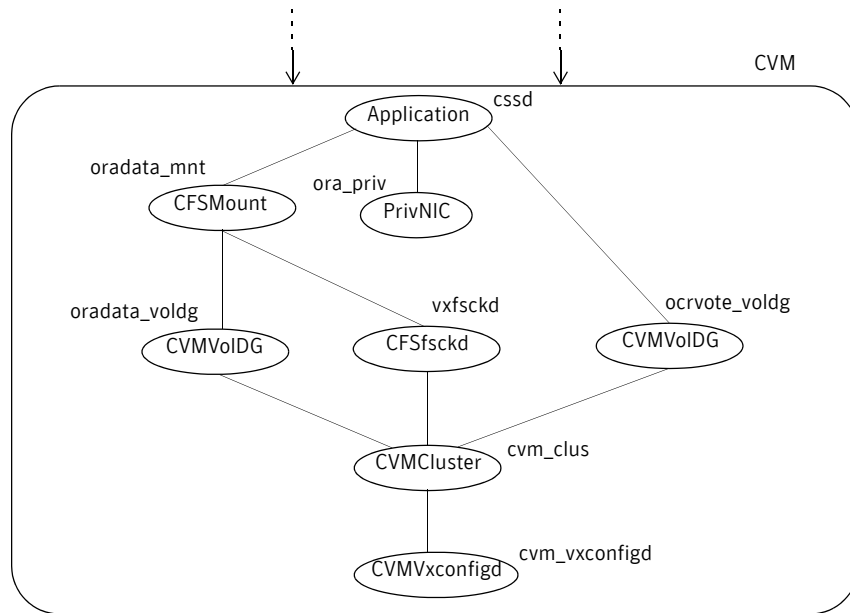 CVM
cssd
Application
oradata_mnt
ora_priv
CFSMount
PrivNIC
oradata_voldg
vxfsckd
ocrvote_voldg
CVMVolDG
CFSfsckd
CVMVolDG
cvm_clus
CVMCluster
cvm_vxconfigd
CVMVxconfigd